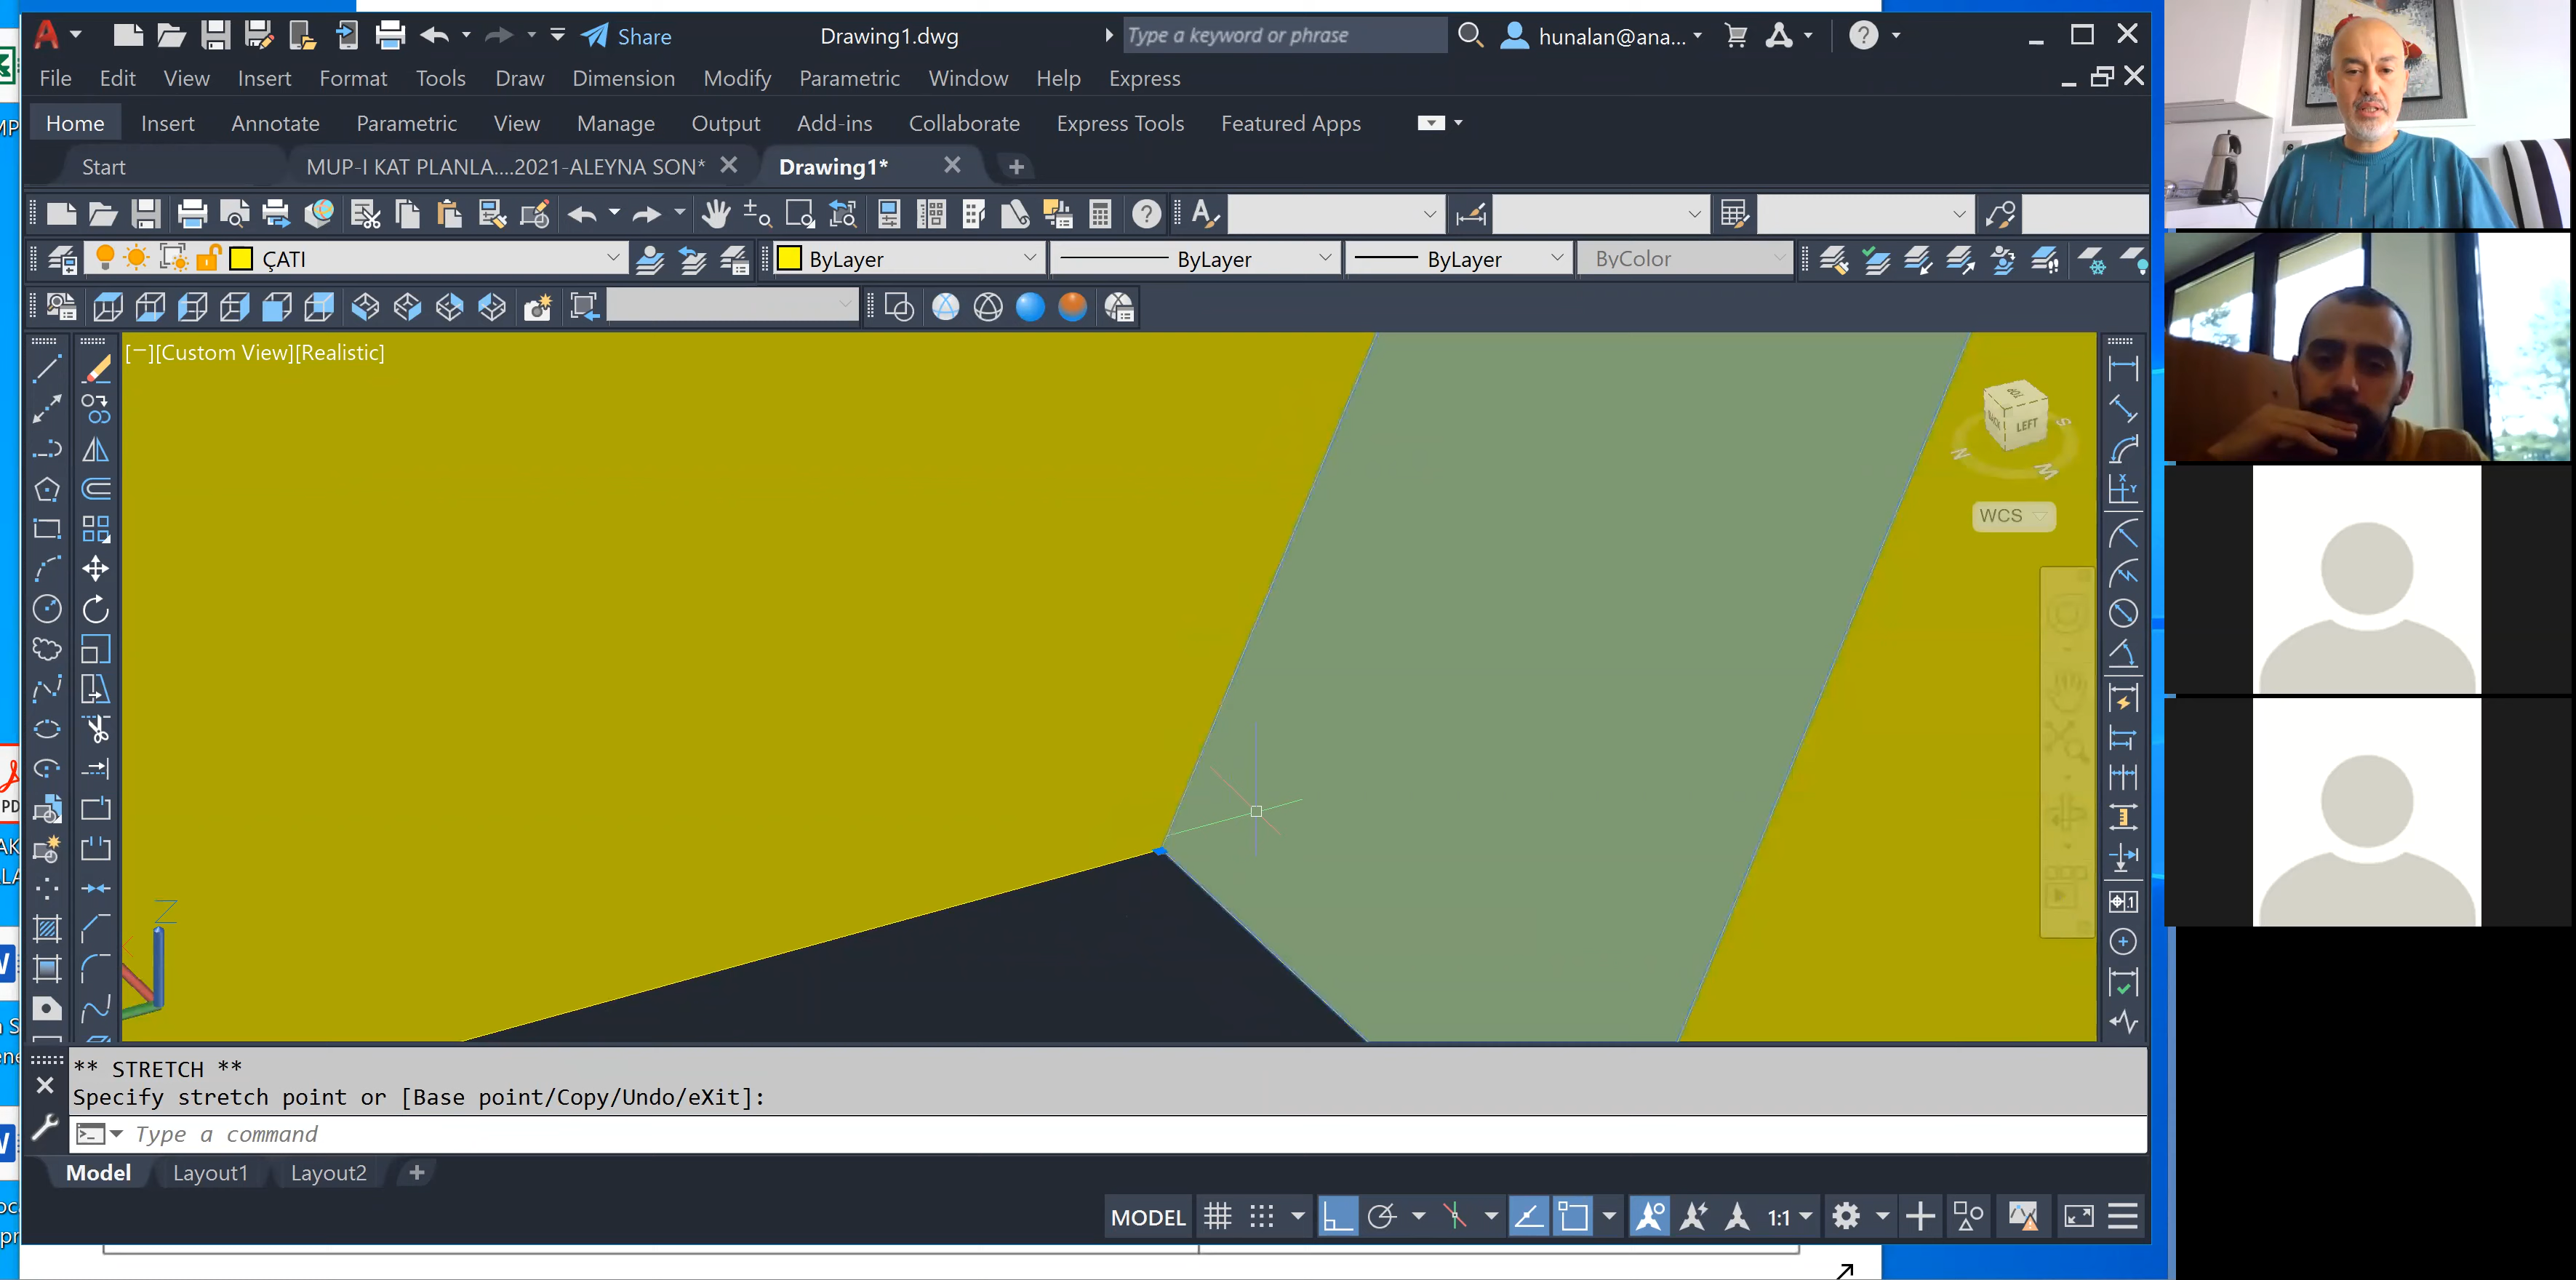 Share
Drawing1.dwg
Type a keyword or phrase
hunalan@ana...
File Edit View Insert Format Tools Draw Dimension Modify Parametric Window Help Express
Home Insert Annotate Parametric View Manage Output Add-ins Collaborate Express Tools Featured Apps
Start MUP-I KAT PLANLA....2021-ALEYNA SON* Drawing1*
ÇATI ByLayer ByLayer ByLayer ByColor
[−][Custom View][Realistic]
TOP
BACK LEFT
N S
WCS
Z
** STRETCH **
Specify stretch point or [Base point/Copy/Undo/eXit]:
Type a command
Model Layout1 Layout2
MODEL 1:1